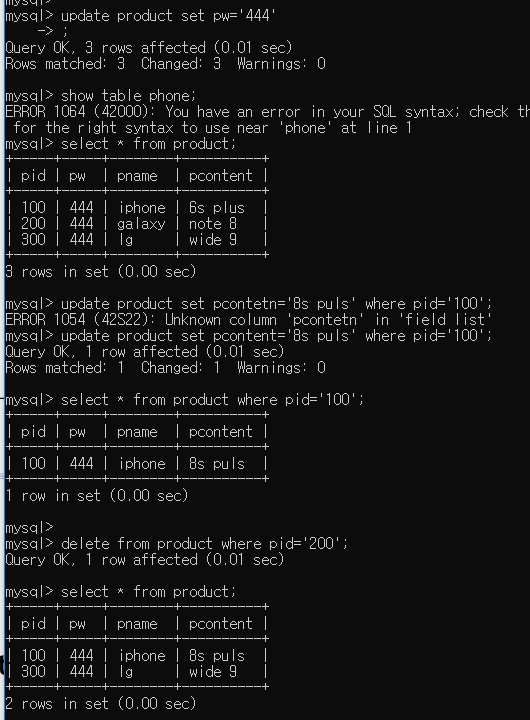 mysql>
mysql> update product set pw='444'
    -> ;
Query OK, 3 rows affected (0.01 sec)
Rows matched: 3  Changed: 3  Warnings: 0

mysql> show table phone;
ERROR 1064 (42000): You have an error in your SQL syntax; check th
 for the right syntax to use near 'phone' at line 1
mysql> select * from product;
+-----+-----+--------+----------+
| pid | pw  | pname  | pcontent |
+-----+-----+--------+----------+
| 100 | 444 | iphone | 6s plus  |
| 200 | 444 | galaxy | note 8   |
| 300 | 444 | lg     | wide 9   |
+-----+-----+--------+----------+
3 rows in set (0.00 sec)

mysql> update product set pcontetn='8s puls' where pid='100';
ERROR 1054 (42S22): Unknown column 'pcontetn' in 'field list'
mysql> update product set pcontent='8s puls' where pid='100';
Query OK, 1 row affected (0.01 sec)
Rows matched: 1  Changed: 1  Warnings: 0

mysql> select * from product where pid='100';
+-----+-----+--------+----------+
| pid | pw  | pname  | pcontent |
+-----+-----+--------+----------+
| 100 | 444 | iphone | 8s puls  |
+-----+-----+--------+----------+
1 row in set (0.00 sec)

mysql>
mysql> delete from product where pid='200';
Query OK, 1 row affected (0.01 sec)

mysql> select * from product;
+-----+-----+--------+----------+
| pid | pw  | pname  | pcontent |
+-----+-----+--------+----------+
| 100 | 444 | iphone | 8s puls  |
| 300 | 444 | lg     | wide 9   |
+-----+-----+--------+----------+
2 rows in set (0.00 sec)